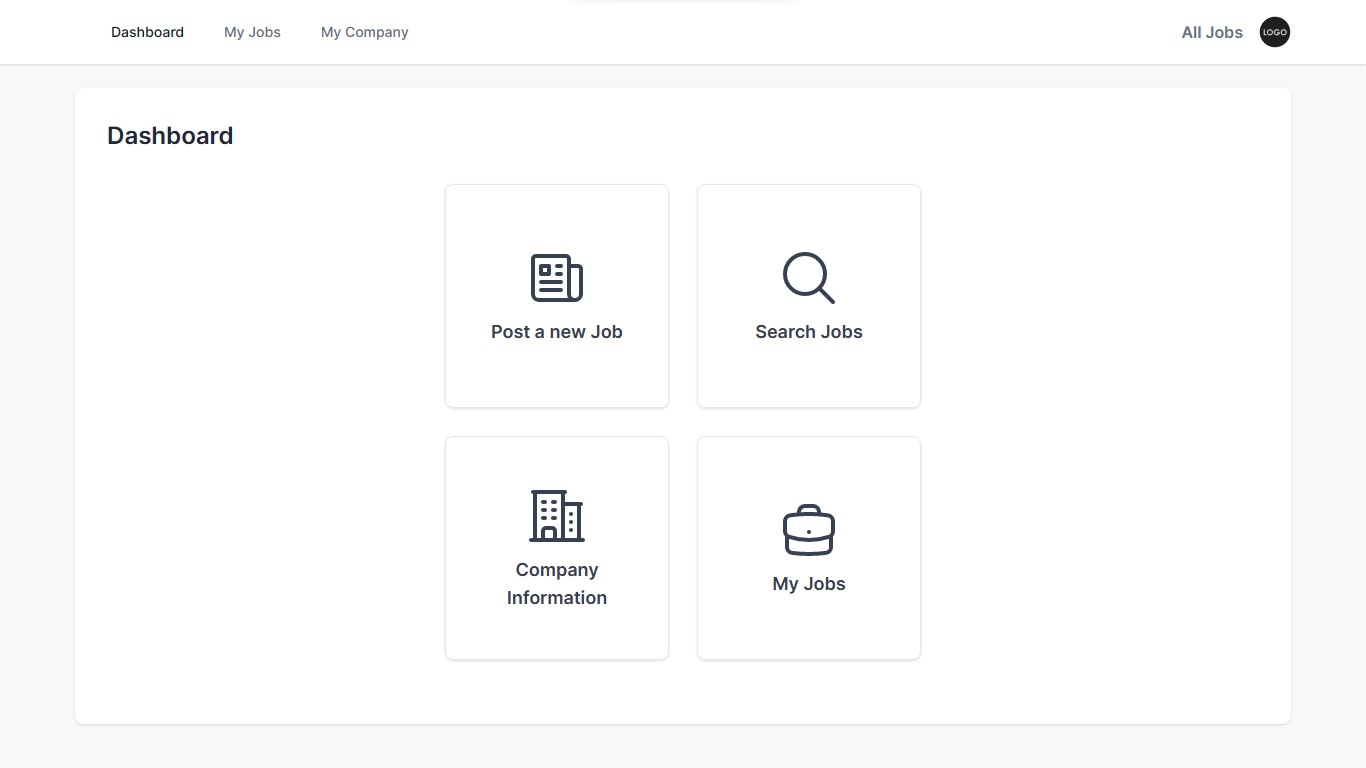 Dashboard
My Jobs
My Company
All Jobs
LOGO
Dashboard
Post a new Job
Search Jobs
Company
Information
My Jobs